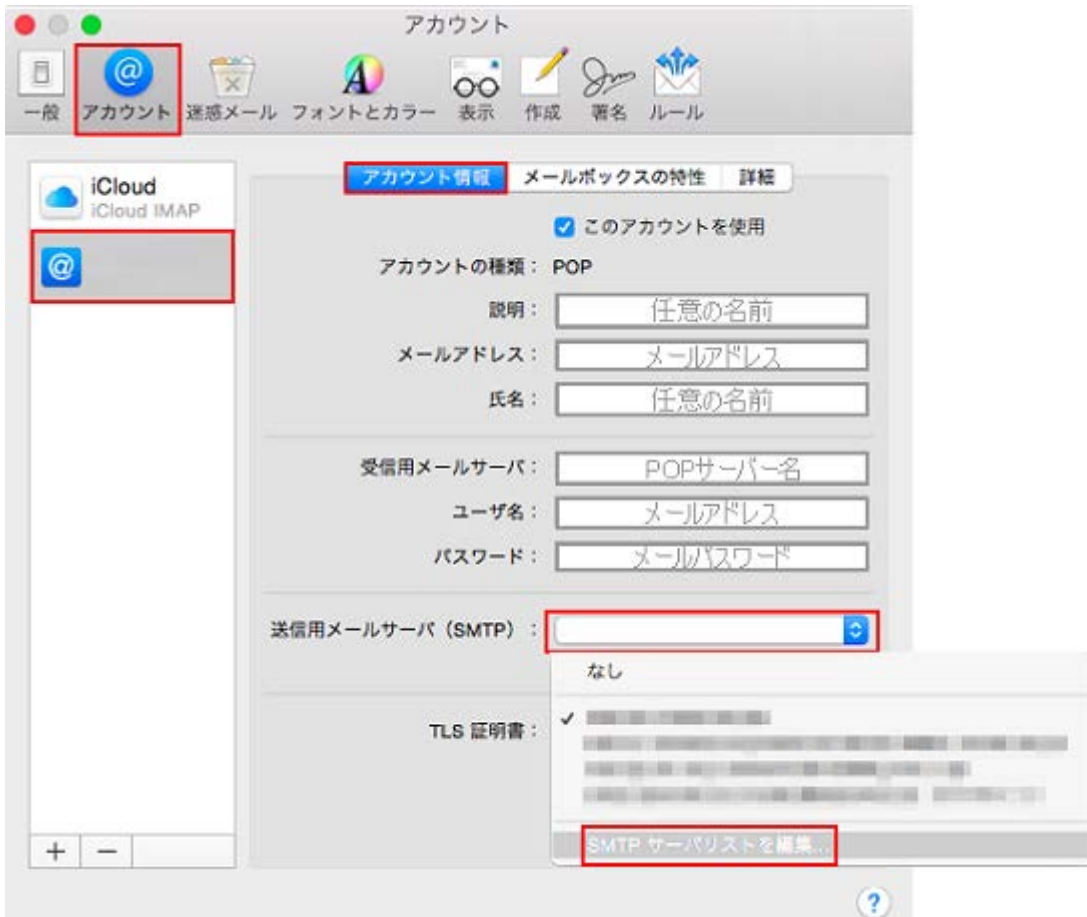 アカウント
一般 アカウント 迷惑メール フォントとカラー 表示 作成 署名 ルール
iCloud
iCloud IMAP
アカウント情報 メールボックスの特性 詳細
このアカウントを使用
アカウントの種類： POP
説明： 任意の名前
メールアドレス： メールアドレス
氏名： 任意の名前
受信用メールサーバ： POPサーバー名
ユーザ名： メールアドレス
パスワード： メールパスワード
送信用メールサーバ（SMTP）：
なし
TLS 証明書：
SMTP サーバリストを編集...